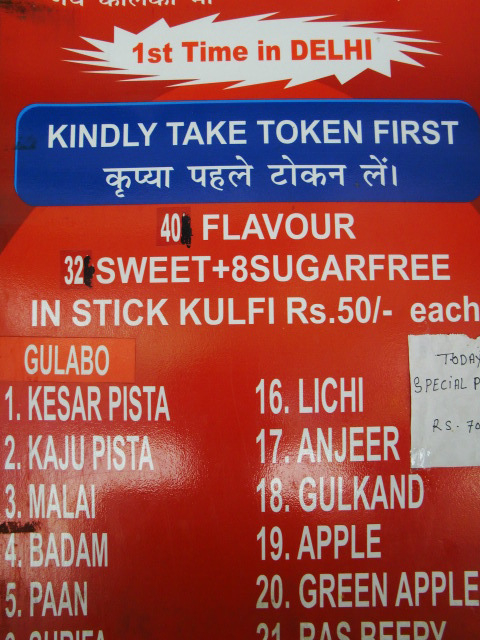 1st Time in DELHI
KINDLY TAKE TOKEN FIRST
कृप्या पहले टोकन लें।
40 FLAVOUR
32 SWEET+8SUGARFREE
IN STICK KULFI Rs.50/- each
GULABO
1. KESAR PISTA
2. KAJU PISTA
3. MALAI
4. BADAM
5. PAAN
16. LICHI
17. ANJEER
18. GULKAND
19. APPLE
20. GREEN APPLE
21. RAS
TODAY
SPECIAL
RS. 70